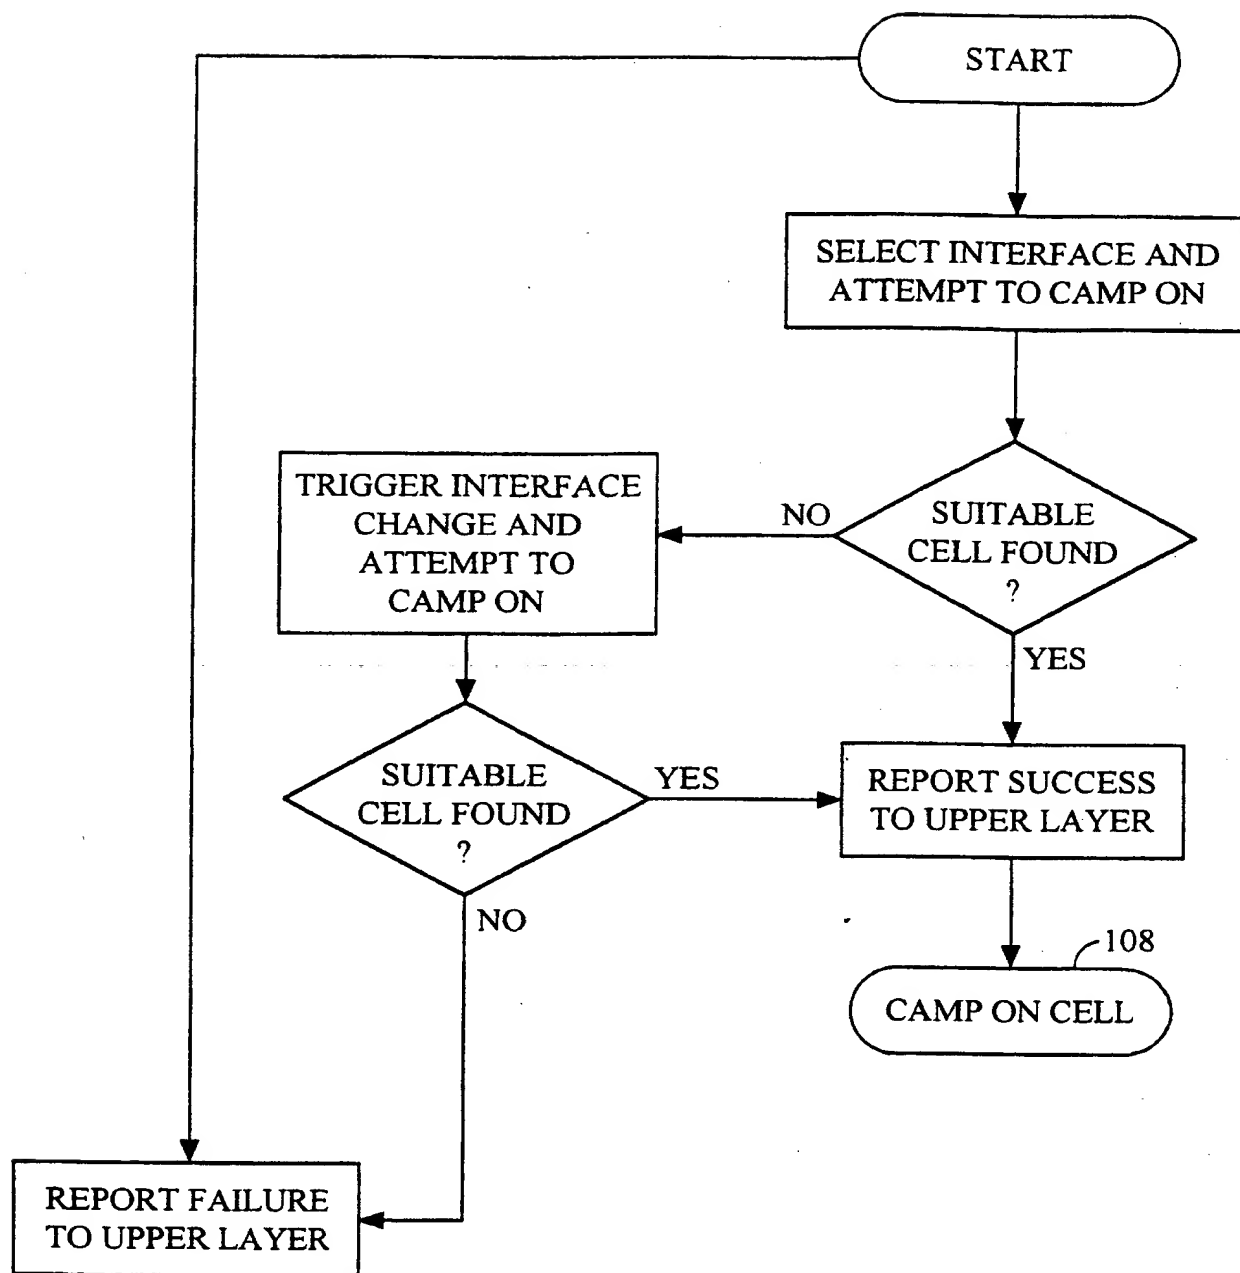 START
SELECT INTERFACE AND
ATTEMPT TO CAMP ON
TRIGGER INTERFACE
CHANGE AND
ATTEMPT TO
CAMP ON
NO
SUITABLE
CELL FOUND
?
YES
SUITABLE
CELL FOUND
?
YES
REPORT SUCCESS
TO UPPER LAYER
NO
108
CAMP ON CELL
REPORT FAILURE
TO UPPER LAYER